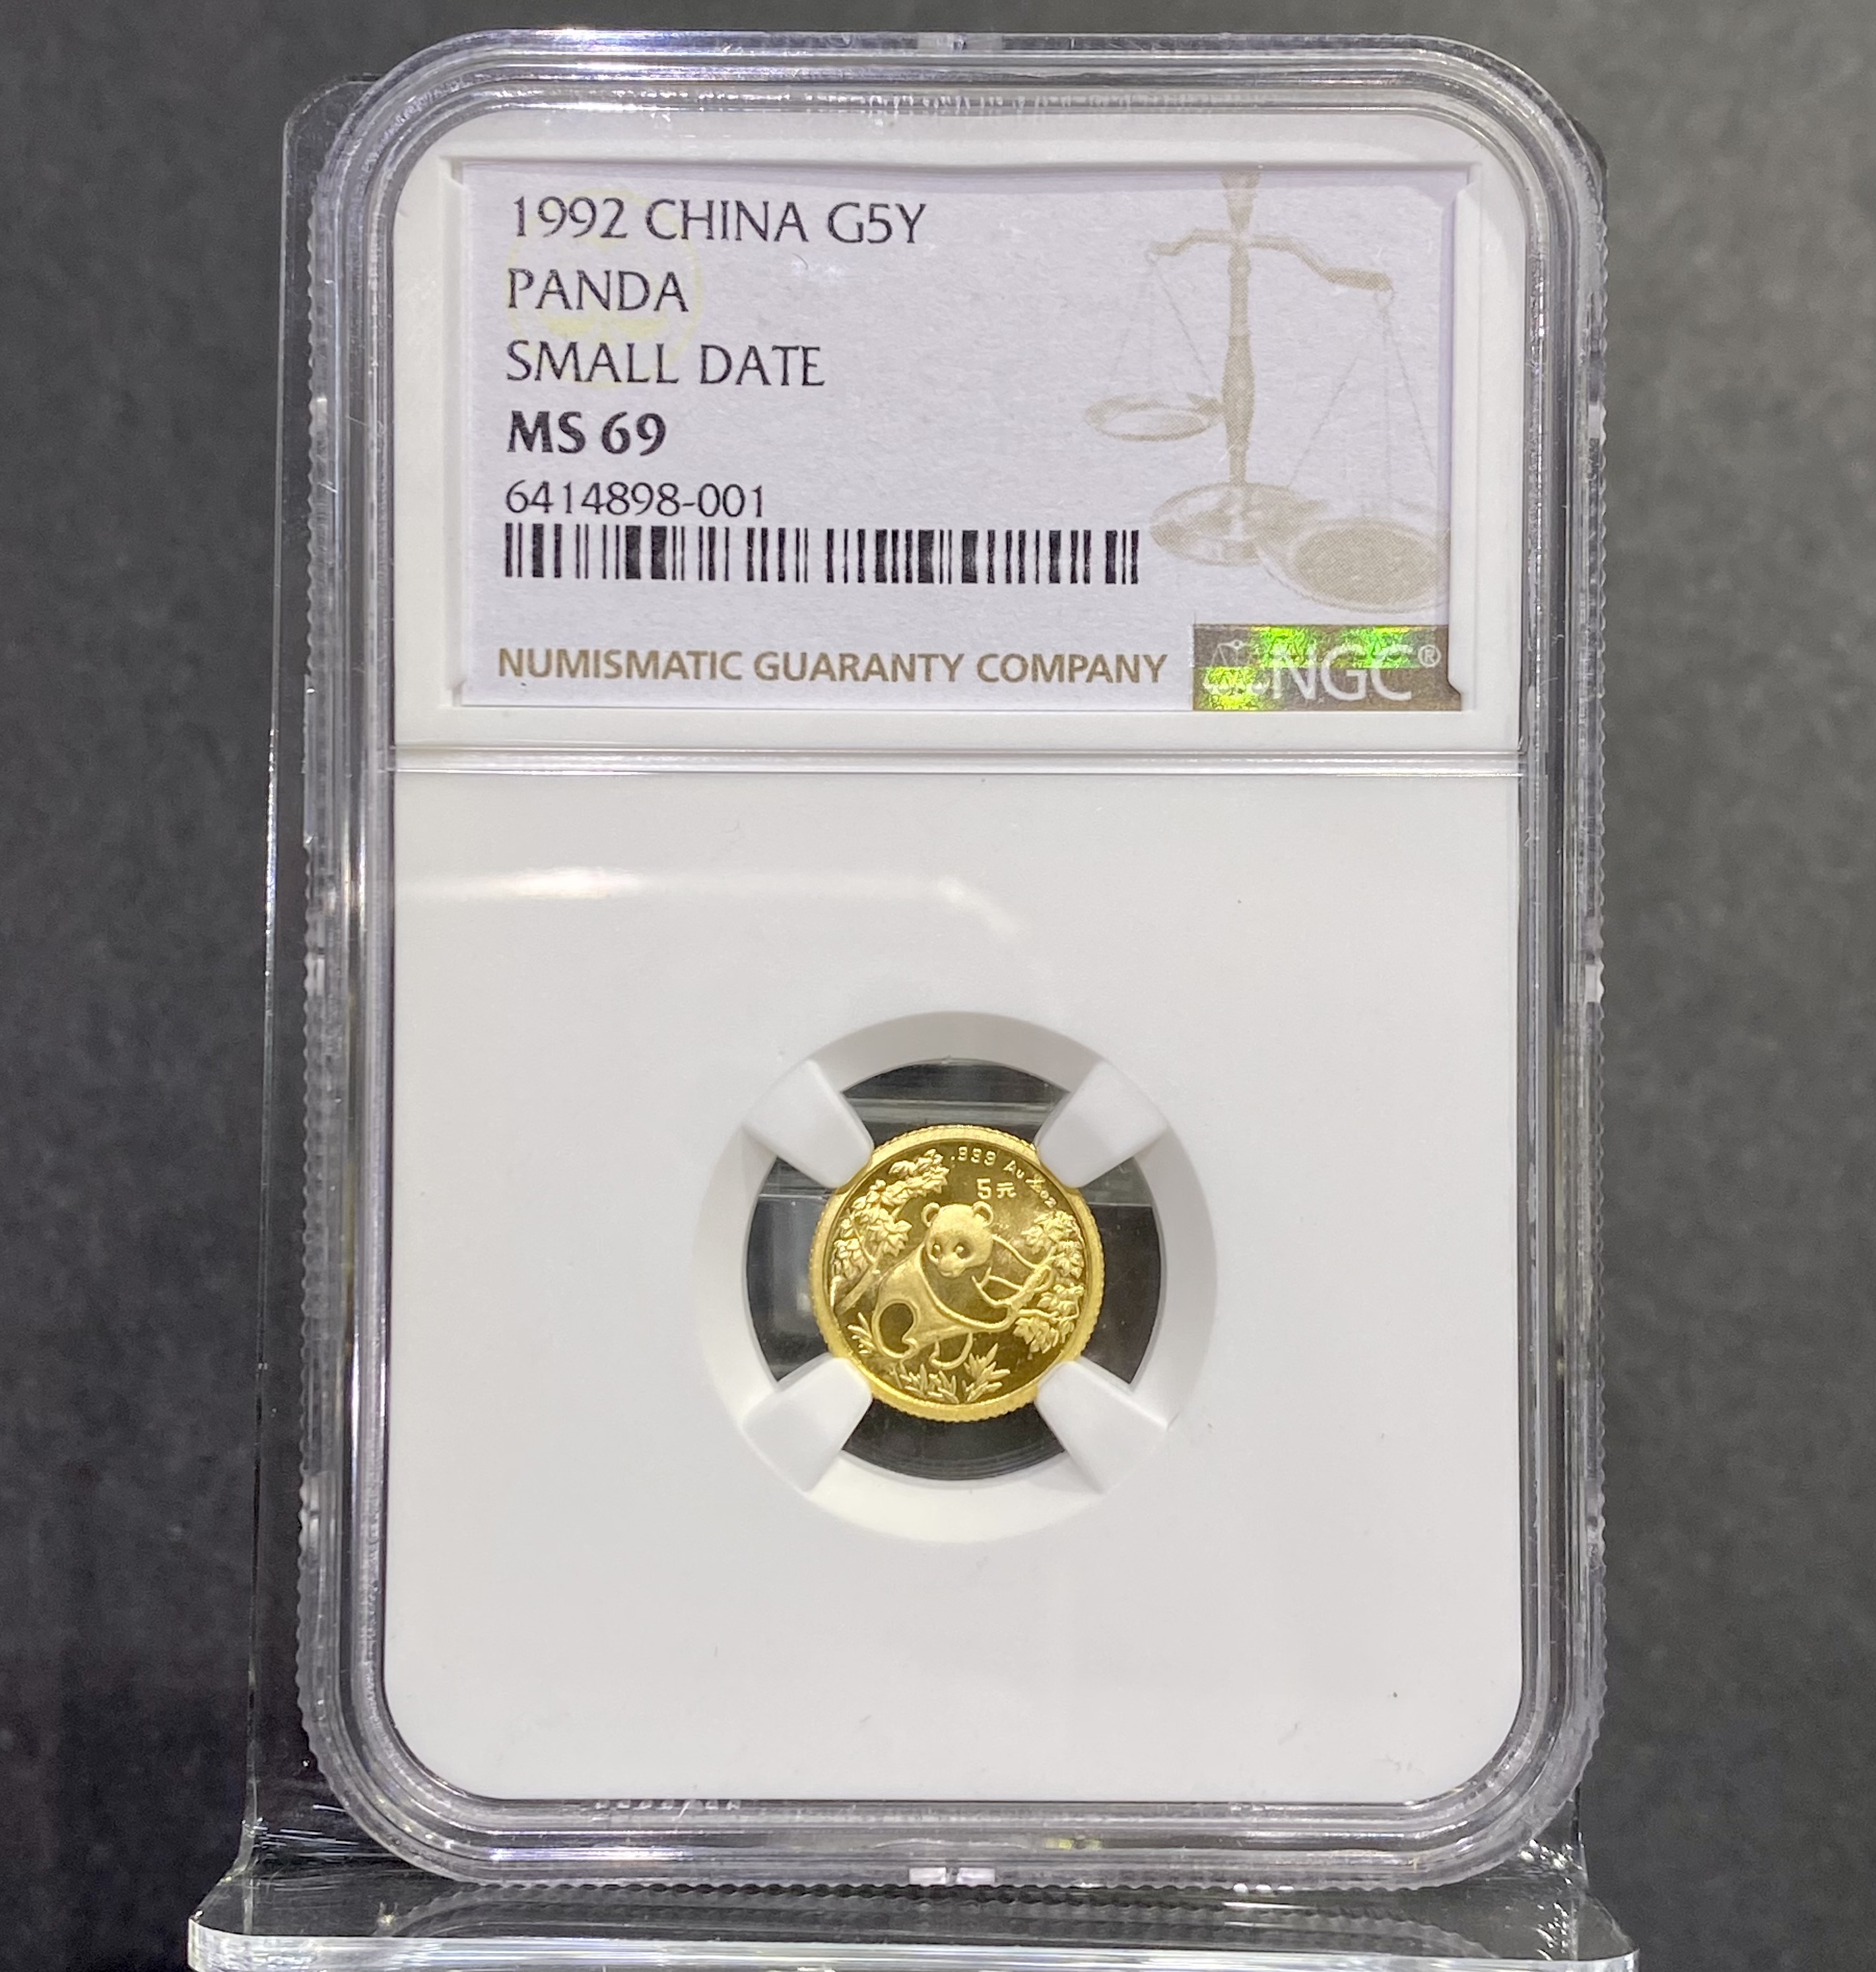 1992 CHINA G5Y
PANDA
SMALL DATE
MS 69
6414898-001
NUMISMATIC GUARANTY COMPANY
NGC®
.999 Au
5元